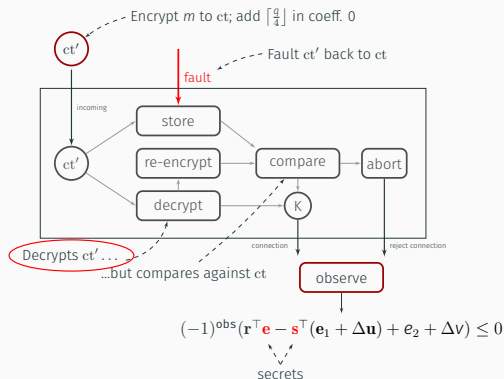 Encrypt m to ct; add ⌈q/4⌋ in coeff. 0
ct′
Fault ct′ back to ct
fault
incoming
store
ct′
re-encrypt
compare
abort
decrypt
K
Decrypts ct′ …
connection
reject connection
…but compares against ct
observe
(−1)^obs(r^⊤e − s^⊤(e₁ + Δu) + e₂ + Δv) ≤ 0
secrets